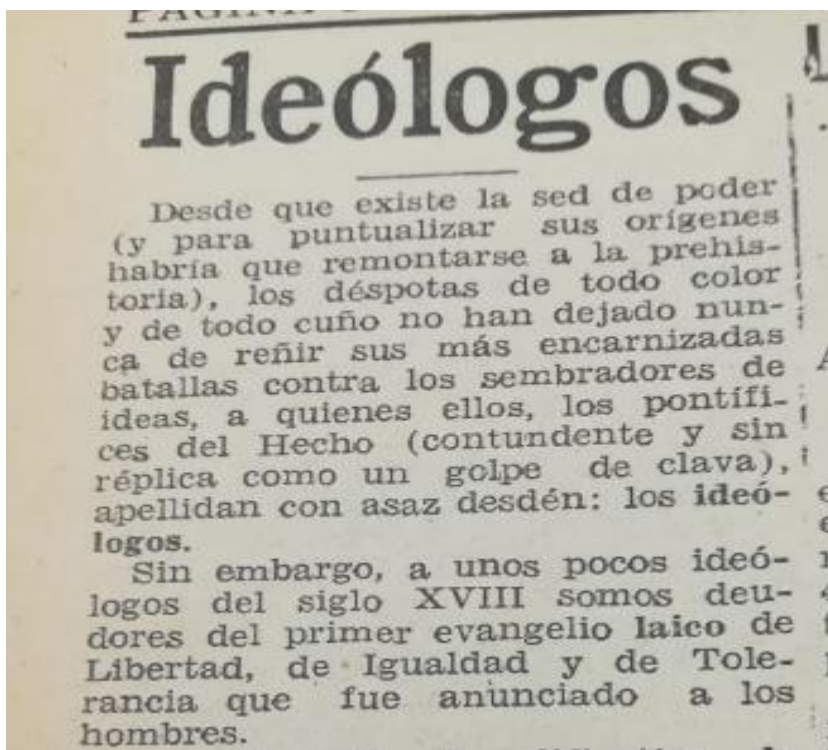 Ideólogos
Desde que existe la sed de poder
(y para puntualizar sus orígenes
habría que remontarse a la prehis-
toria), los déspotas de todo color
y de todo cuño no han dejado nun-
ca de reñir sus más encarnizadas
batallas contra los sembradores de
ideas, a quienes ellos, los pontífi-
ces del Hecho (contundente y sin
réplica como un golpe de clava),
apellidan con asaz desdén: los ideó-
logos.
Sin embargo, a unos pocos ideó-
logos del siglo XVIII somos deu-
dores del primer evangelio laico de
Libertad, de Igualdad y de Tole-
rancia que fue anunciado a los
hombres.